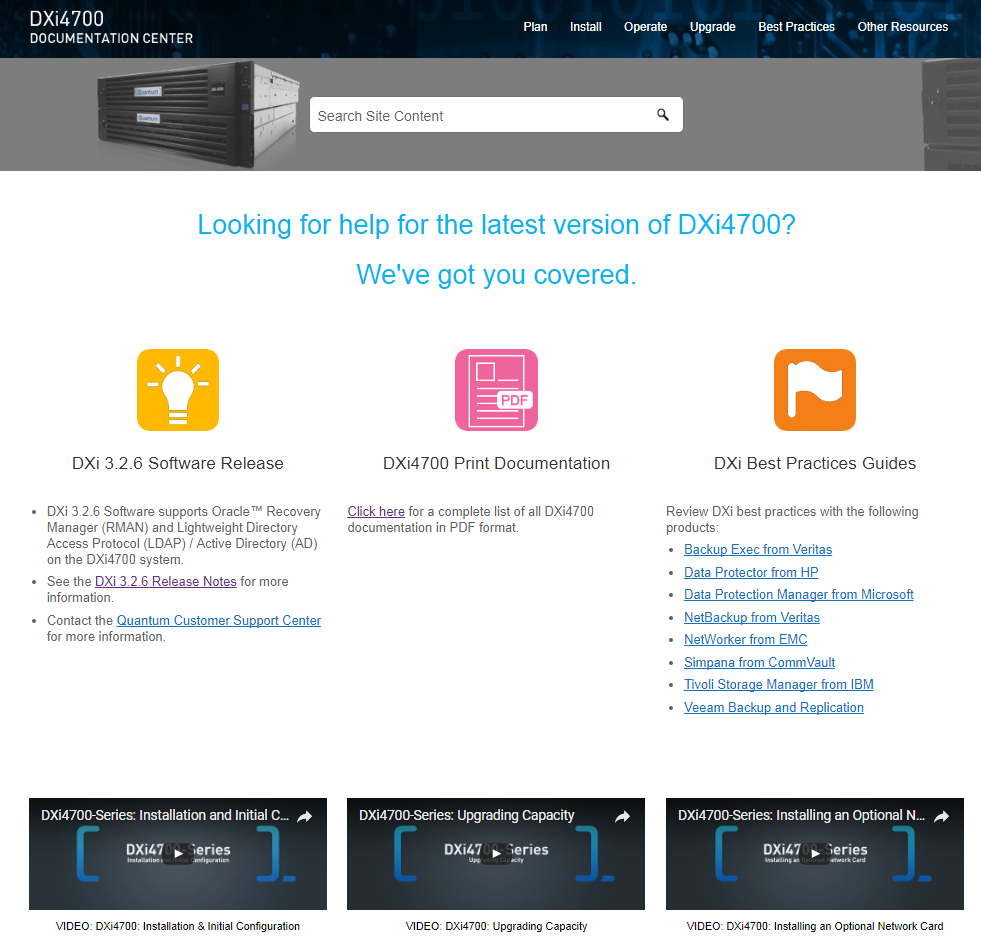 DXi4700
DOCUMENTATION CENTER
Plan Install Operate Upgrade Best Practices Other Resources
Quantum
Quantum
Search Site Content
Looking for help for the latest version of DXi4700?
We've got you covered.
PDF
DXi 3.2.6 Software Release
• DXi 3.2.6 Software supports Oracle™ Recovery
Manager (RMAN) and Lightweight Directory
Access Protocol (LDAP) / Active Directory (AD)
on the DXi4700 system.
• See the DXi 3.2.6 Release Notes for more
information.
• Contact the Quantum Customer Support Center
for more information.
DXi4700 Print Documentation
Click here for a complete list of all DXi4700
documentation in PDF format.
DXi Best Practices Guides
Review DXi best practices with the following
products:
• Backup Exec from Veritas
• Data Protector from HP
• Data Protection Manager from Microsoft
• NetBackup from Veritas
• NetWorker from EMC
• Simpana from CommVault
• Tivoli Storage Manager from IBM
• Veeam Backup and Replication
DXi4700-Series: Installation and Initial C...
DXi4700-Series
Installation and Initial Configuration
VIDEO: DXi4700: Installation & Initial Configuration
DXi4700-Series: Upgrading Capacity
DXi4700-Series
Upgrading Capacity
VIDEO: DXi4700: Upgrading Capacity
DXi4700-Series: Installing an Optional N...
DXi4700-Series
Installing an Optional Network Card
VIDEO: DXi4700: Installing an Optional Network Card